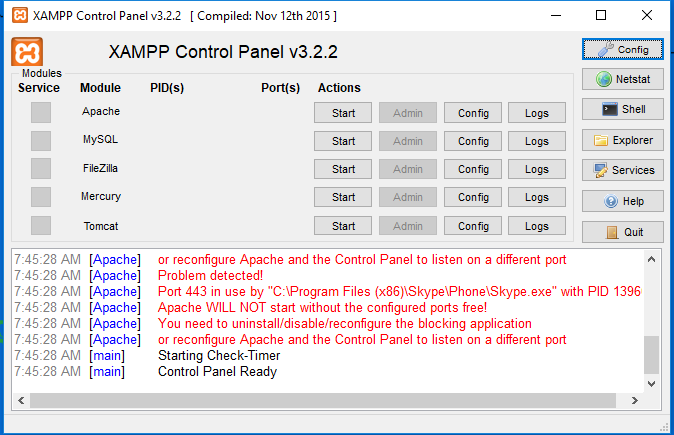 XAMPP Control Panel v3.2.2 [ Compiled: Nov 12th 2015 ]
XAMPP Control Panel v3.2.2
Config
Modules
Service Module PID(s) Port(s) Actions
Netstat
Apache Start Admin Config Logs
Shell
MySQL Start Admin Config Logs
Explorer
FileZilla Start Admin Config Logs
Services
Mercury Start Admin Config Logs
Help
Tomcat Start Admin Config Logs
Quit
7:45:28 AM [Apache] or reconfigure Apache and the Control Panel to listen on a different port
7:45:28 AM [Apache] Problem detected!
7:45:28 AM [Apache] Port 443 in use by "C:\Program Files (x86)\Skype\Phone\Skype.exe" with PID 1396
7:45:28 AM [Apache] Apache WILL NOT start without the configured ports free!
7:45:28 AM [Apache] You need to uninstall/disable/reconfigure the blocking application
7:45:28 AM [Apache] or reconfigure Apache and the Control Panel to listen on a different port
7:45:28 AM [main] Starting Check-Timer
7:45:28 AM [main] Control Panel Ready